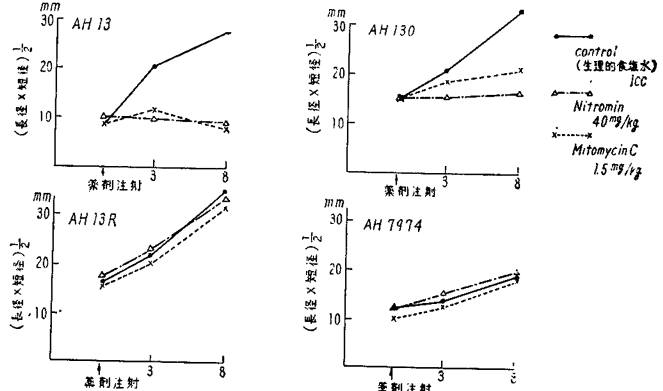 mm
AH 13
30
20
10
(長径×短径)½
3
8
薬剤注射
mm
AH 130
30
20
10
(長径×短径)½
3
8
薬剤注射
control
(生理的食塩水)
1cc
Nitromin
40mg/kg
Mitomycin C
1.5mg/kg
mm
AH 13R
30
20
10
(長径×短径)½
3
8
薬剤注射
mm
AH 7974
30
20
10
(長径×短径)½
3
8
薬剤注射